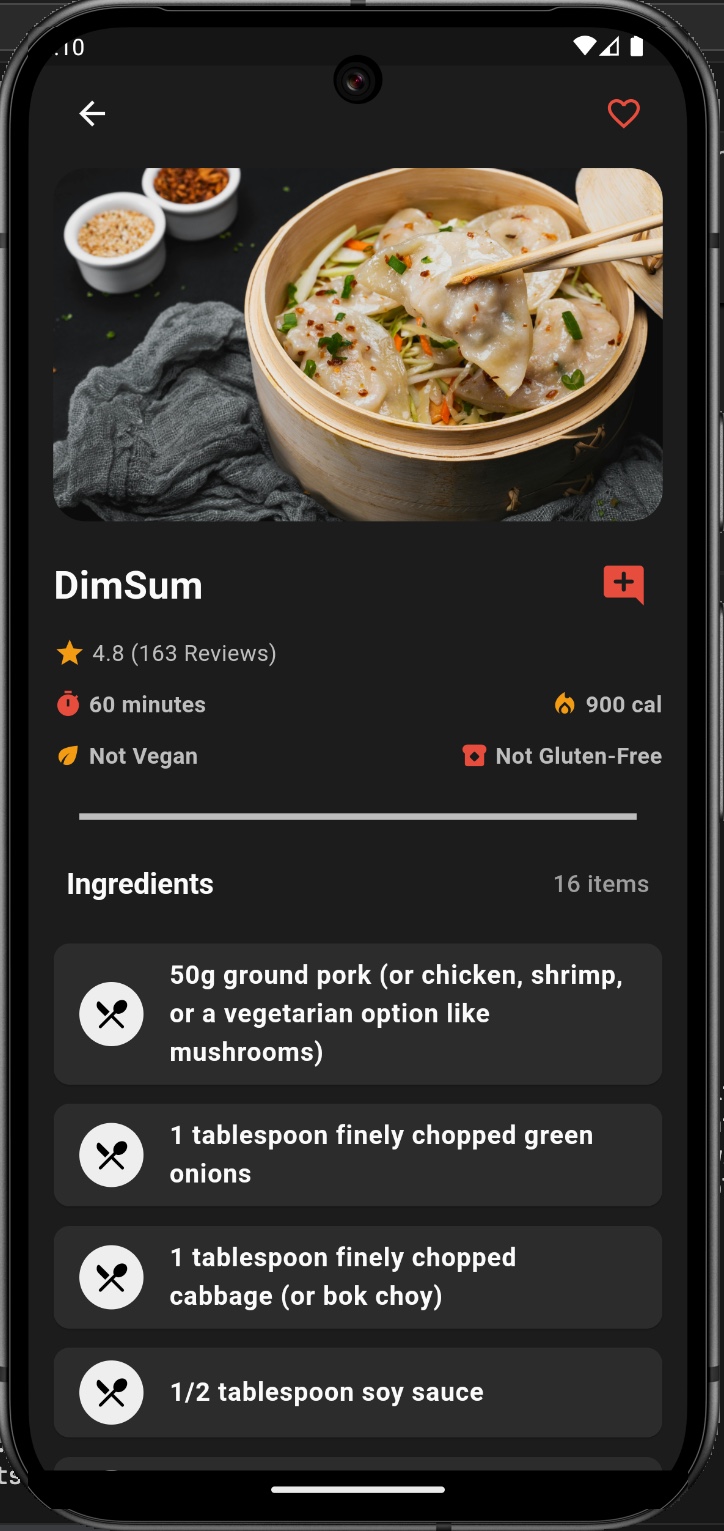 :10
DimSum
4.8 (163 Reviews)
60 minutes
900 cal
Not Vegan
Not Gluten-Free
Ingredients
16 items
50g ground pork (or chicken, shrimp,
or a vegetarian option like
mushrooms)
1 tablespoon finely chopped green
onions
1 tablespoon finely chopped
cabbage (or bok choy)
1/2 tablespoon soy sauce
ts